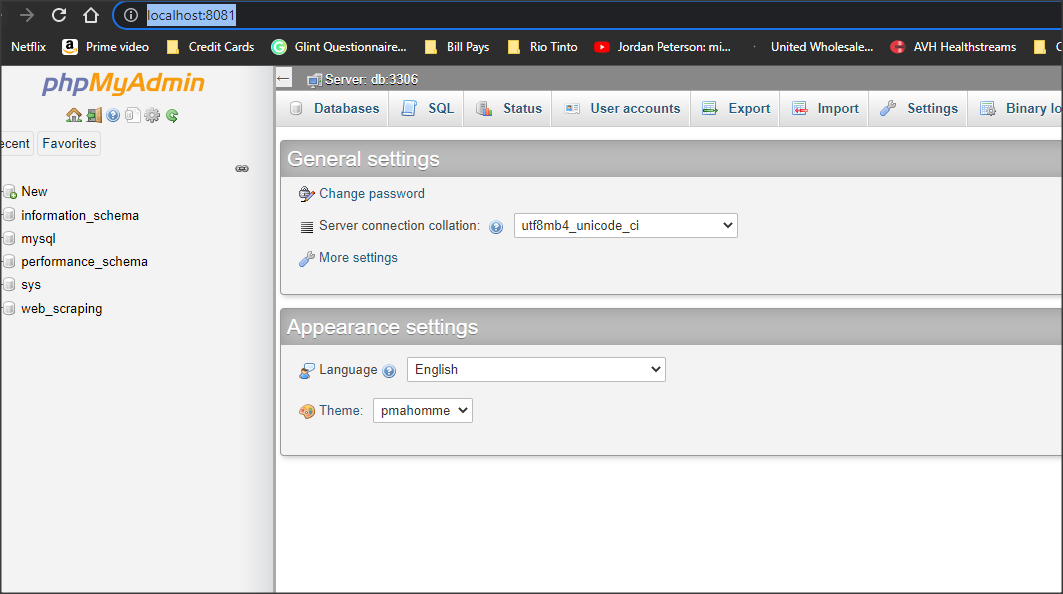 localhost:8081
Netflix Prime video Credit Cards Glint Questionnaire... Bill Pays Rio Tinto Jordan Peterson: mi... United Wholesale... AVH Healthstreams
phpMyAdmin
ecent Favorites
New
information_schema
mysql
performance_schema
sys
web_scraping
Server: db:3306
Databases SQL Status User accounts Export Import Settings Binary lo
General settings
Change password
Server connection collation: utf8mb4_unicode_ci
More settings
Appearance settings
Language English
Theme: pmahomme